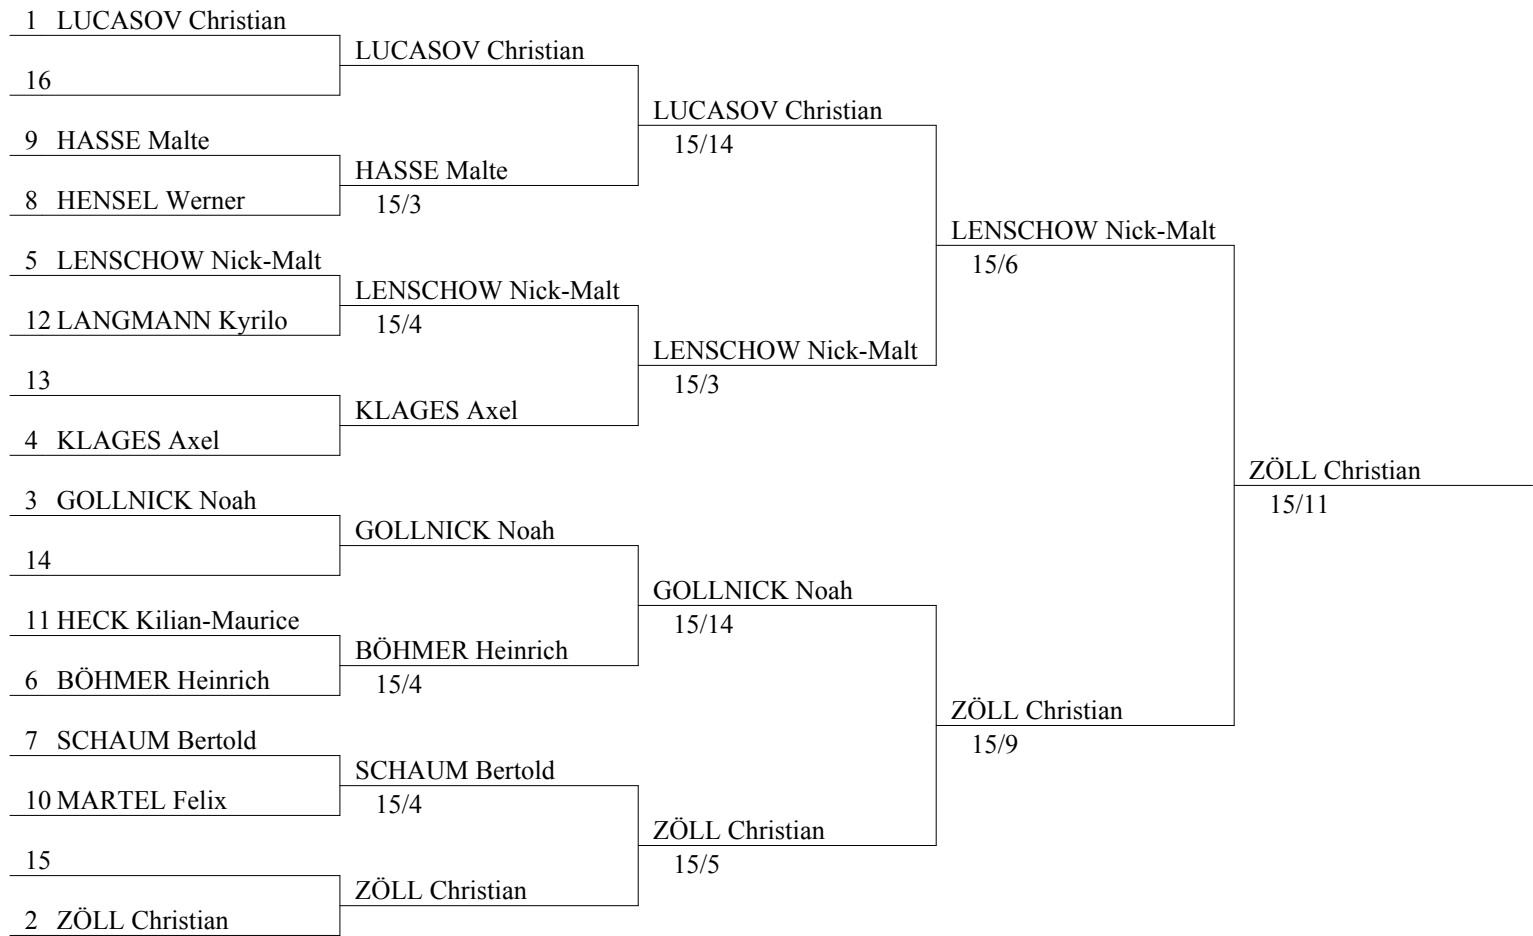 1 LUCASOV Christian
16
9 HASSE Malte
8 HENSEL Werner
5 LENSCHOW Nick-Malt
12 LANGMANN Kyrilo
13
4 KLAGES Axel
3 GOLLNICK Noah
14
11 HECK Kilian-Maurice
6 BÖHMER Heinrich
7 SCHAUM Bertold
10 MARTEL Felix
15
2 ZÖLL Christian
LUCASOV Christian
HASSE Malte
15/3
LENSCHOW Nick-Malt
15/4
KLAGES Axel
GOLLNICK Noah
BÖHMER Heinrich
15/4
SCHAUM Bertold
15/4
ZÖLL Christian
LUCASOV Christian
15/14
LENSCHOW Nick-Malt
15/3
GOLLNICK Noah
15/14
ZÖLL Christian
15/5
LENSCHOW Nick-Malt
15/6
ZÖLL Christian
15/9
ZÖLL Christian
15/11